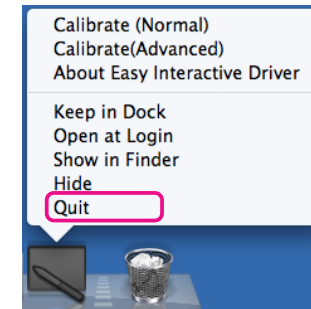 Calibrate (Normal)
Calibrate(Advanced)
About Easy Interactive Driver
Keep in Dock
Open at Login
Show in Finder
Hide
Quit